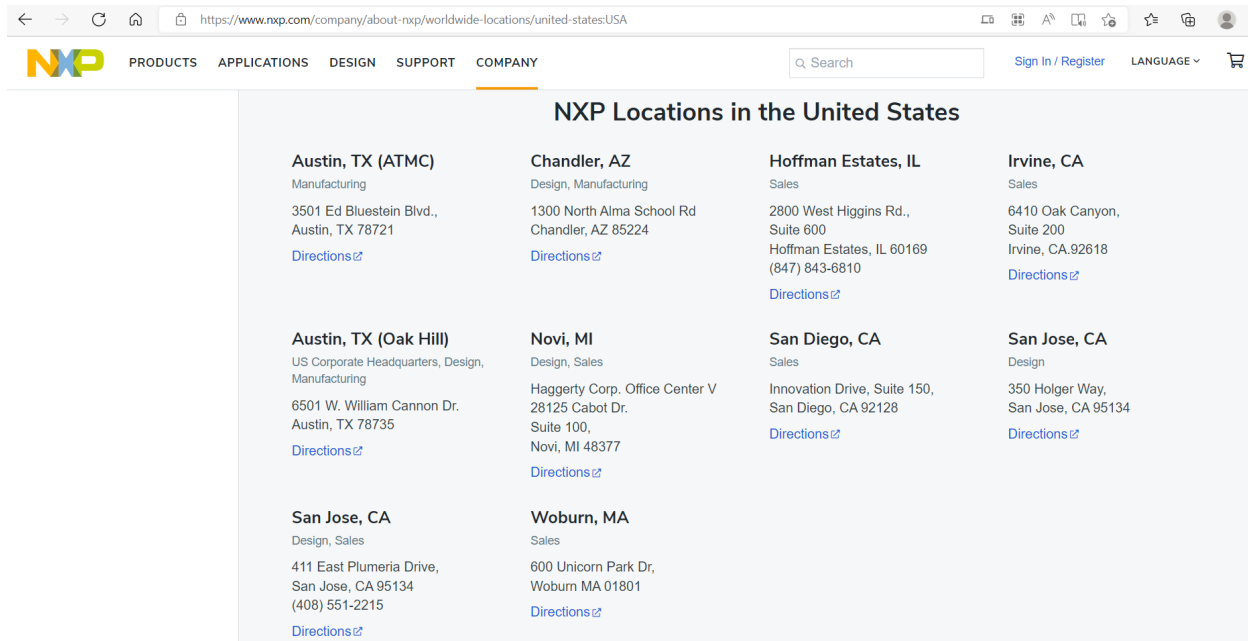 https://www.nxp.com/company/about-nxp/worldwide-locations/united-states:USA
NXP PRODUCTS APPLICATIONS DESIGN SUPPORT COMPANY Search Sign In / Register LANGUAGE
NXP Locations in the United States
Austin, TX (ATMC)
Manufacturing
3501 Ed Bluestein Blvd.,
Austin, TX 78721
Directions
Chandler, AZ
Design, Manufacturing
1300 North Alma School Rd
Chandler, AZ 85224
Directions
Hoffman Estates, IL
Sales
2800 West Higgins Rd.,
Suite 600
Hoffman Estates, IL 60169
(847) 843-6810
Directions
Irvine, CA
Sales
6410 Oak Canyon,
Suite 200
Irvine, CA.92618
Directions
Austin, TX (Oak Hill)
US Corporate Headquarters, Design,
Manufacturing
6501 W. William Cannon Dr.
Austin, TX 78735
Directions
Novi, MI
Design, Sales
Haggerty Corp. Office Center V
28125 Cabot Dr.
Suite 100,
Novi, MI 48377
Directions
San Diego, CA
Sales
Innovation Drive, Suite 150,
San Diego, CA 92128
Directions
San Jose, CA
Design
350 Holger Way,
San Jose, CA 95134
Directions
San Jose, CA
Design, Sales
411 East Plumeria Drive,
San Jose, CA 95134
(408) 551-2215
Directions
Woburn, MA
Sales
600 Unicorn Park Dr,
Woburn MA 01801
Directions